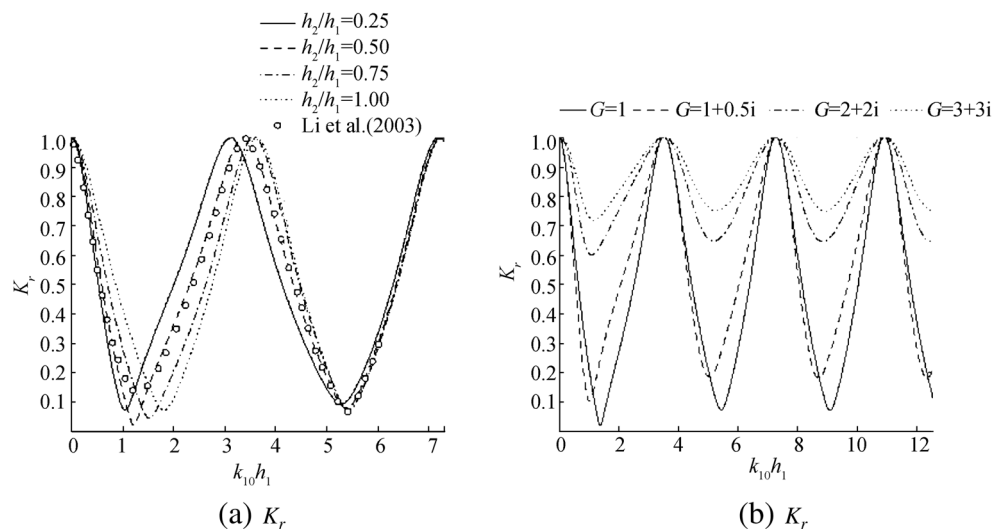 h₂/h₁=0.25
h₂/h₁=0.50
h₂/h₁=0.75
h₂/h₁=1.00
Li et al.(2003)
1.0
0.9
0.8
0.7
0.6
0.5
0.4
0.3
0.2
0.1
Kᵣ
0 1 2 3 4 5 6 7
k₁₀h₁
(a) Kᵣ
G=1 G=1+0.5i G=2+2i G=3+3i
1.0
0.9
0.8
0.7
0.6
0.5
0.4
0.3
0.2
0.1
Kᵣ
0 2 4 6 8 10 12
k₁₀h₁
(b) Kᵣ